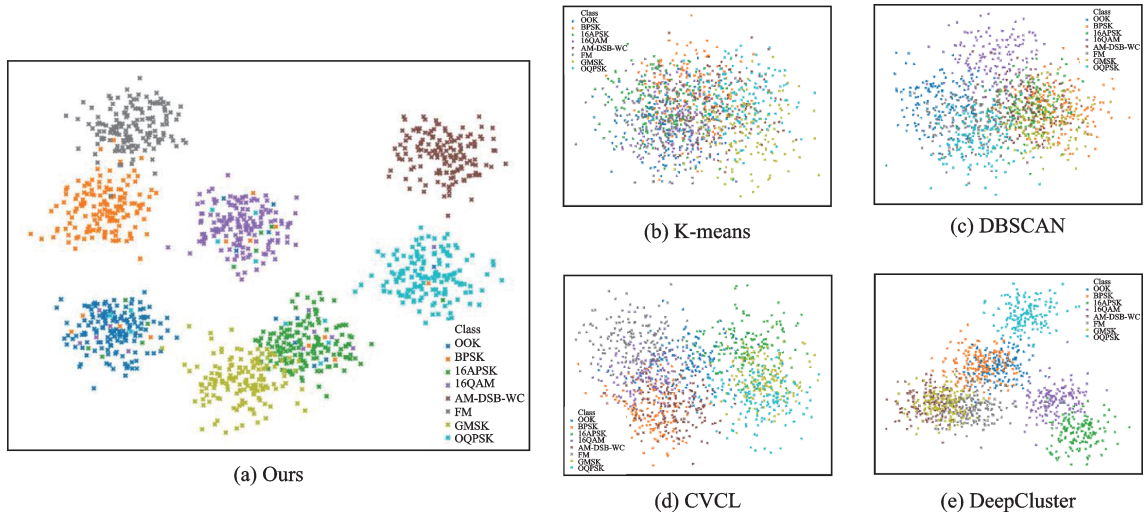 Class
OOK
BPSK
16APSK
16QAM
AM-DSB-WC
FM
GMSK
OQPSK
(a) Ours
Class
OOK
BPSK
16APSK
16QAM
AM-DSB-WC
FM
GMSK
OQPSK
(b) K-means
Class
OOK
BPSK
16APSK
16QAM
AM-DSB-WC
FM
GMSK
OQPSK
(c) DBSCAN
Class
OOK
BPSK
16APSK
16QAM
AM-DSB-WC
FM
GMSK
OQPSK
(d) CVCL
Class
OOK
BPSK
16APSK
16QAM
AM-DSB-WC
FM
GMSK
OQPSK
(e) DeepCluster